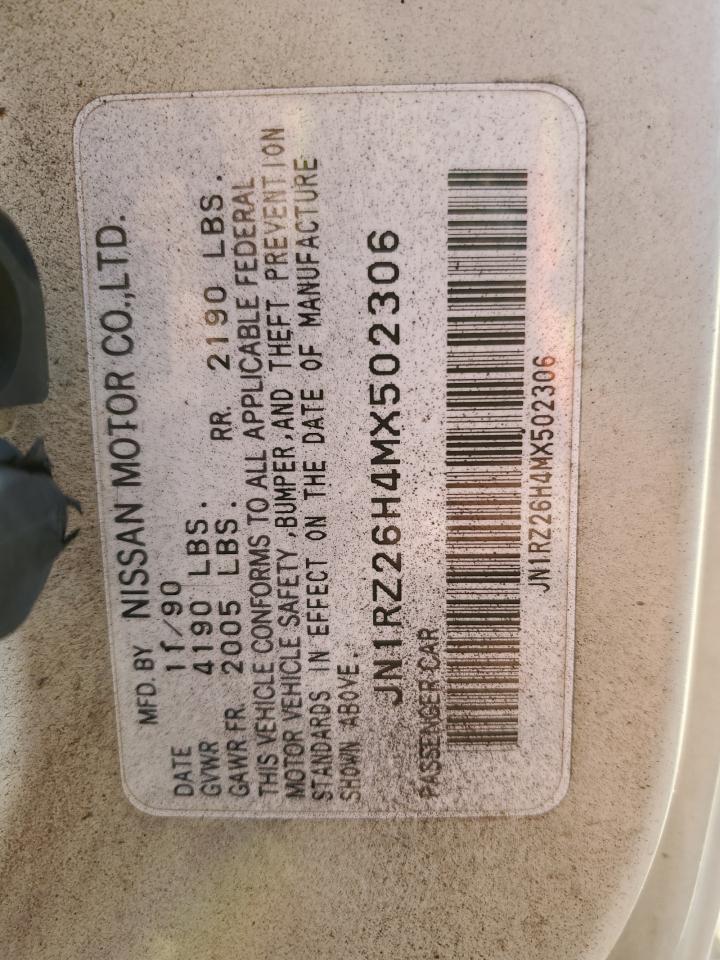 MFD. BY NISSAN MOTOR CO.,LTD.
DATE 11/90
GVWR 4190 LBS.
GAWR FR. 2005 LBS. RR. 2190 LBS.
THIS VEHICLE CONFORMS TO ALL APPLICABLE FEDERAL
MOTOR VEHICLE SAFETY ,BUMPER,AND THEFT PREVENTION
STANDARDS IN EFFECT ON THE DATE OF MANUFACTURE
SHOWN ABOVE.
JN1RZ26H4MX502306
PASSENGER CAR
JN1RZ26H4MX502306